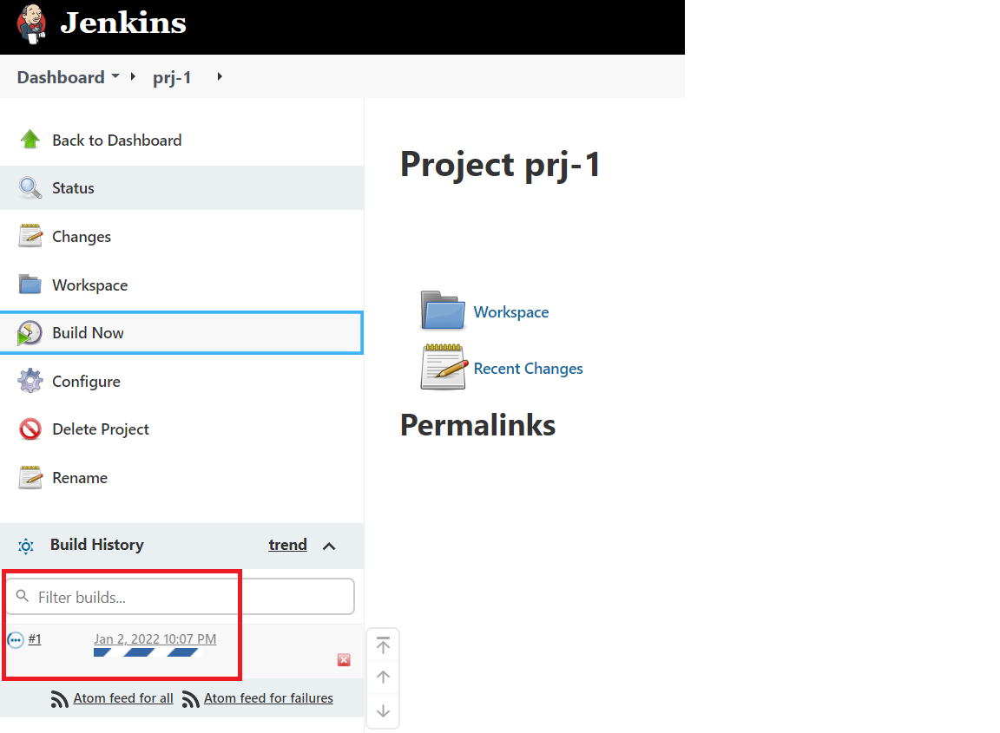 Jenkins
Dashboard prj-1
Back to Dashboard
Status
Changes
Workspace
Build Now
Configure
Delete Project
Rename
Project prj-1
Workspace
Recent Changes
Permalinks
Build History trend
Filter builds...
#1 Jan 2, 2022 10:07 PM
Atom feed for all Atom feed for failures